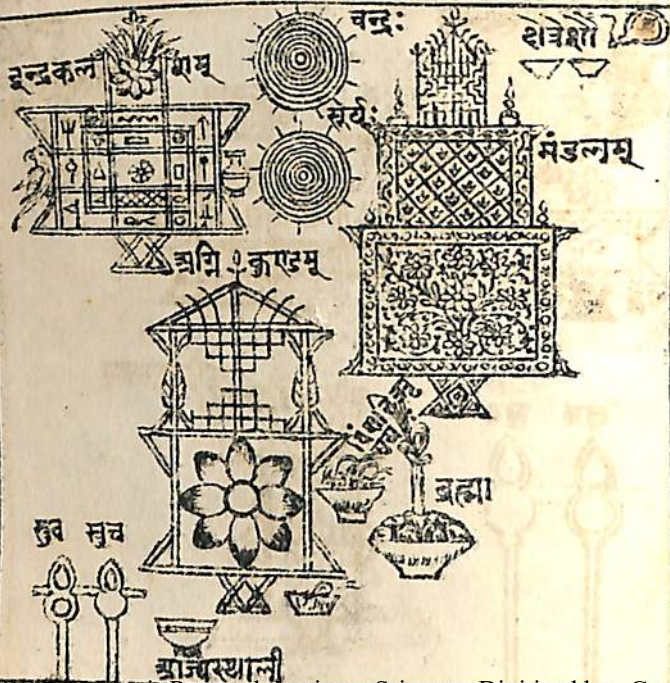 चन्द्रः
इन्द्रकलशम्
सूर्यः
मंडलम्
अग्निकुण्डम्
ब्रह्मा
स्रुव स्रुच
आज्यस्थाली